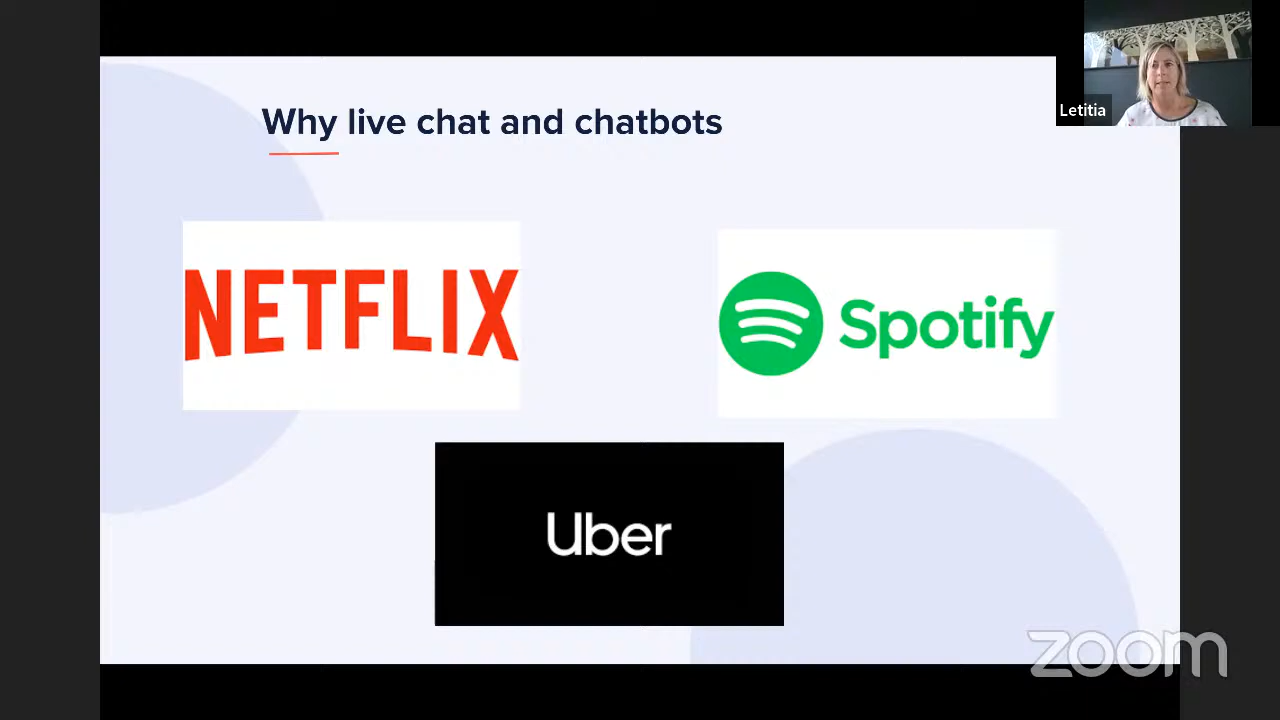 Why live chat and chatbots
Letitia
NETFLIX
Spotify
Uber
zoom